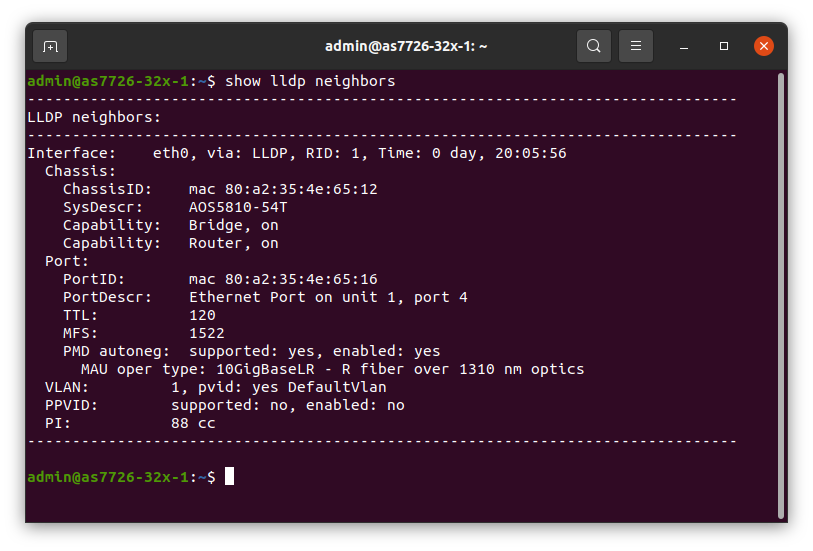 admin@as7726-32x-1: ~
admin@as7726-32x-1:~$ show lldp neighbors
-------------------------------------------------------------------------------
LLDP neighbors:
-------------------------------------------------------------------------------
Interface:    eth0, via: LLDP, RID: 1, Time: 0 day, 20:05:56
  Chassis:
    ChassisID:    mac 80:a2:35:4e:65:12
    SysDescr:     AOS5810-54T
    Capability:   Bridge, on
    Capability:   Router, on
  Port:
    PortID:       mac 80:a2:35:4e:65:16
    PortDescr:    Ethernet Port on unit 1, port 4
    TTL:          120
    MFS:          1522
    PMD autoneg:  supported: yes, enabled: yes
      MAU oper type: 10GigBaseLR - R fiber over 1310 nm optics
  VLAN:         1, pvid: yes DefaultVlan
  PPVID:        supported: no, enabled: no
  PI:           88 cc
-------------------------------------------------------------------------------
admin@as7726-32x-1:~$